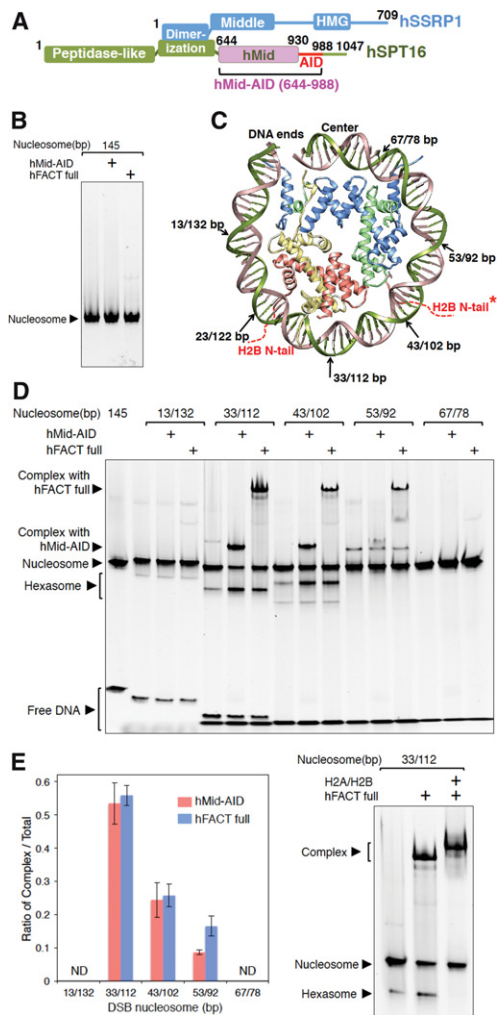 A
1
Middle
HMG
709
hSSRP1
1
Dimer-
ization
644
930
988
1047
Peptidase-like
hMid
AID
hSPT16
hMid-AID (644-988)
B
Nucleosome(bp) 145
hMid-AID +
hFACT full +
Nucleosome
C
DNA ends
Center
67/78 bp
13/132 bp
53/92 bp
H2B N-tail*
23/122 bp
43/102 bp
H2B N-tail
33/112 bp
D
Nucleosome(bp) 145 13/132 33/112 43/102 53/92 67/78
hMid-AID + + + + +
hFACT full + + + + +
Complex with
hFACT full
Complex with
hMid-AID
Nucleosome
Hexasome
Free DNA
E
Ratio of Complex / Total
0.6
0.5
0.4
0.3
0.2
0.1
0
hMid-AID
hFACT full
ND
ND
13/132 33/112 43/102 53/92 67/78
DSB nucleosome (bp)
Nucleosome(bp) 33/112
H2A/H2B +
hFACT full + +
Complex
Nucleosome
Hexasome